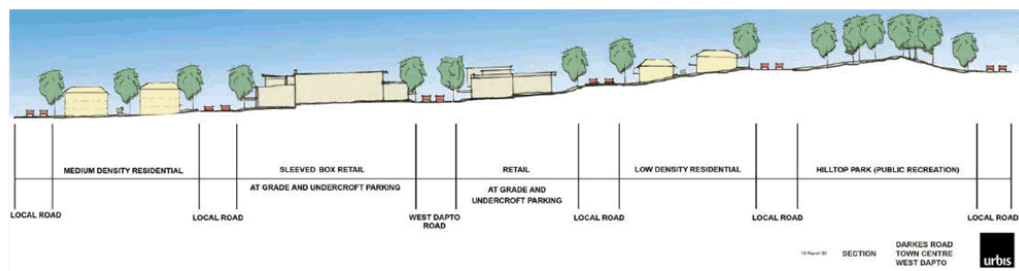 MEDIUM DENSITY RESIDENTIAL
SLEEVED BOX RETAIL
RETAIL
LOW DENSITY RESIDENTIAL
HILLTOP PARK (PUBLIC RECREATION)
AT GRADE AND UNDERCROFT PARKING
AT GRADE AND
UNDERCROFT PARKING
LOCAL ROAD
LOCAL ROAD
WEST DAPTO
ROAD
LOCAL ROAD
LOCAL ROAD
LOCAL ROAD
SECTION
DARKES ROAD
TOWN CENTRE
WEST DAPTO
urbis